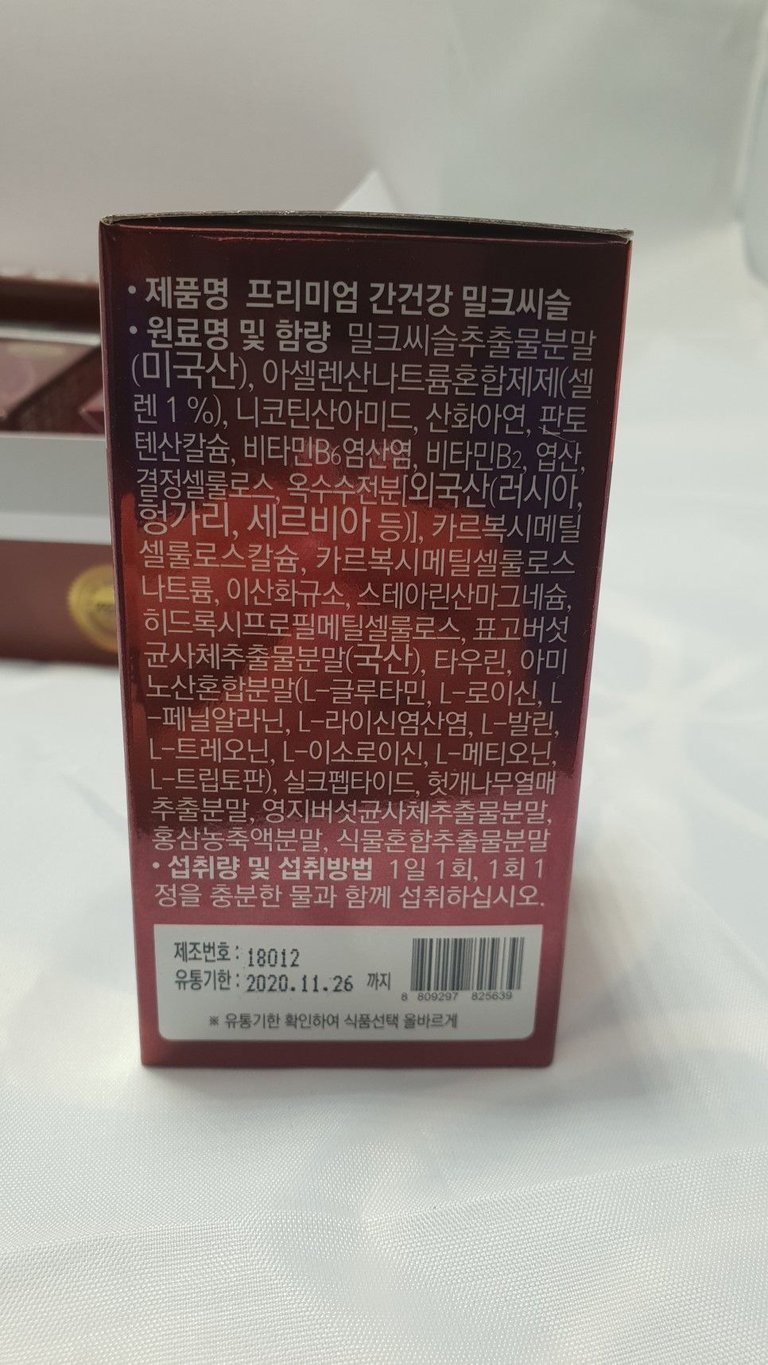 • 제품명 프리미엄 간건강 밀크씨슬
• 원료명 및 함량 밀크씨슬추출물분말
(미국산), 아셀렌산나트륨혼합제제(셀
렌 1 %), 니코틴산아미드, 산화아연, 판토
텐산칼슘, 비타민B6염산염, 비타민B2, 엽산,
결정셀룰로스, 옥수수전분[외국산(러시아,
헝가리, 세르비아 등)], 카르복시메틸
셀룰로스칼슘, 카르복시메틸셀룰로스
나트륨, 이산화규소, 스테아린산마그네슘,
히드록시프로필메틸셀룰로스, 표고버섯
균사체추출물분말(국산), 타우린, 아미
노산혼합분말(L-글루타민, L-로이신, L
-페닐알라닌, L-라이신염산염, L-발린,
L-트레오닌, L-이소로이신, L-메티오닌,
L-트립토판), 실크펩타이드, 헛개나무열매
추출분말, 영지버섯균사체추출물분말,
홍삼농축액분말, 식물혼합추출물분말
• 섭취량 및 섭취방법 1일 1회, 1회 1
정을 충분한 물과 함께 섭취하십시오.
제조번호 : 18012
유통기한 : 2020.11.26 까지
8 809297 825639
※ 유통기한 확인하여 식품선택 올바르게